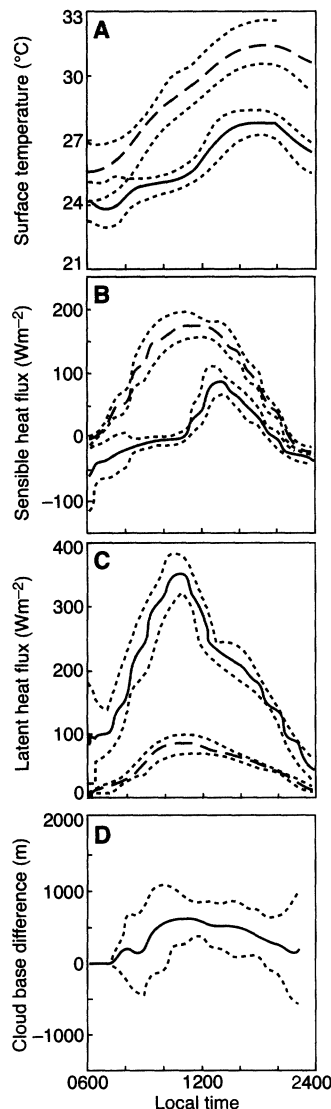 A
Surface temperature (°C)
33
30
27
24
21
B
Sensible heat flux (Wm−2)
200
100
0
−100
C
Latent heat flux (Wm−2)
400
300
200
100
0
D
Cloud base difference (m)
2000
1000
0
−1000
0600 1200 2400
Local time